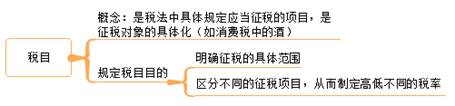 概念：是税法中具体规定应当征税的项目，是
征税对象的具体化（如消费税中的酒）
税目
明确征税的具体范围
规定税目目的
区分不同的征税项目，从而制定高低不同的税率